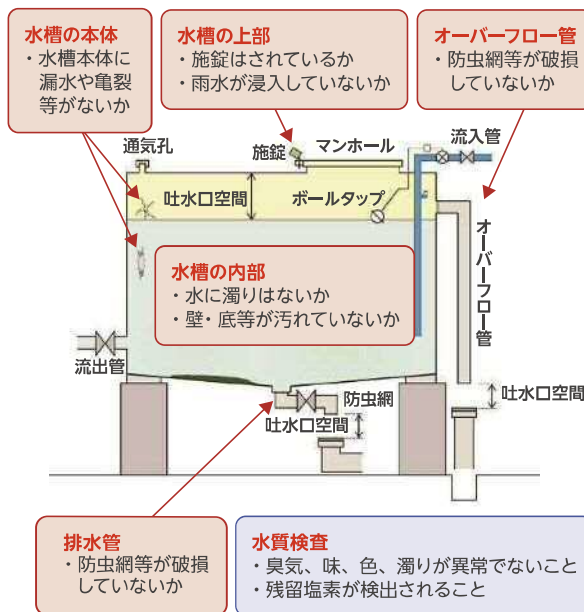 水槽の本体
・水槽本体に
漏水や亀裂
等がないか
水槽の上部
・施錠はされているか
・雨水が浸入していないか
オーバーフロー管
・防虫網等が破損
していないか
通気孔
施錠
マンホール
流入管
吐水口空間
ボールタップ
オーバーフロー管
水槽の内部
・水に濁りはないか
・壁・底等が汚れていないか
流出管
防虫網
吐水口空間
吐水口空間
排水管
・防虫網等が破損
していないか
水質検査
・臭気、味、色、濁りが異常でないこと
・残留塩素が検出されること